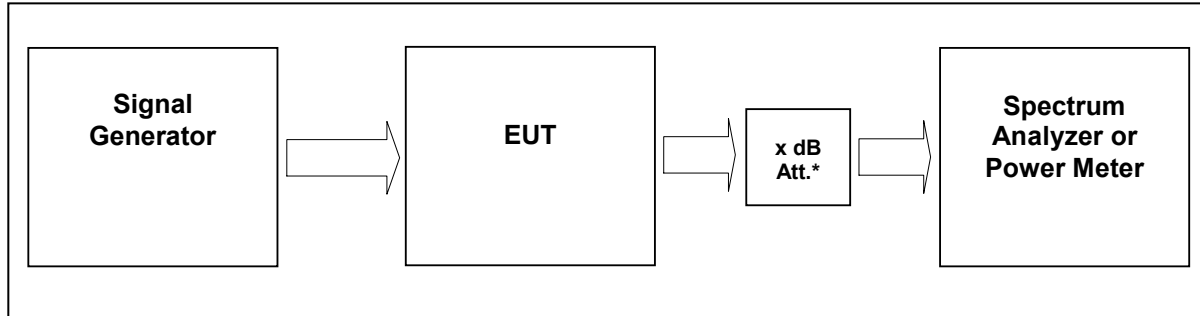 Signal
Generator
EUT
x dB
Att.*
Spectrum
Analyzer or
Power Meter